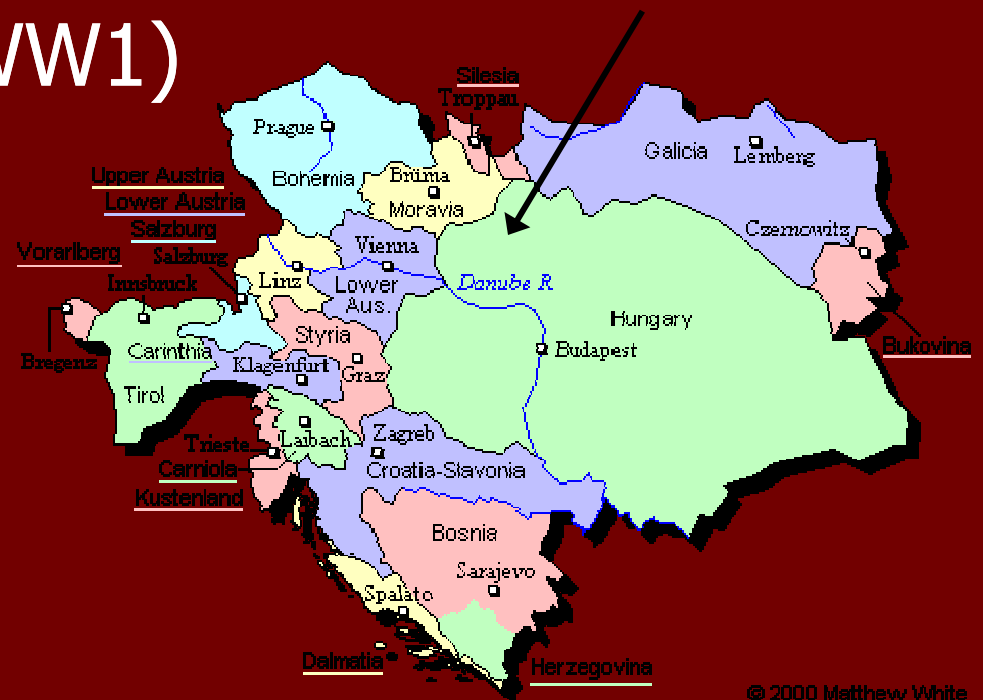 WW1)
Silesia
Troppau
Prague
Galicia
Lemberg
Bohemia
Brüma
Moravia
Upper Austria
Lower Austria
Salzburg
Czernowitz
Vorarlberg
Salzburg
Vienna
Innsbruck
Linz
Lower
Aus.
Danube R
Hungary
Styria
Budapest
Bukovina
Bregenz
Carinthia
Klagenfurt
Graz
Tirol
Trieste
Laibach
Zagreb
Carniola
Croatia-Slavonia
Kustenland
Bosnia
Sarajevo
Spalato
Dalmatia
Herzegovina
© 2000 Matthew White